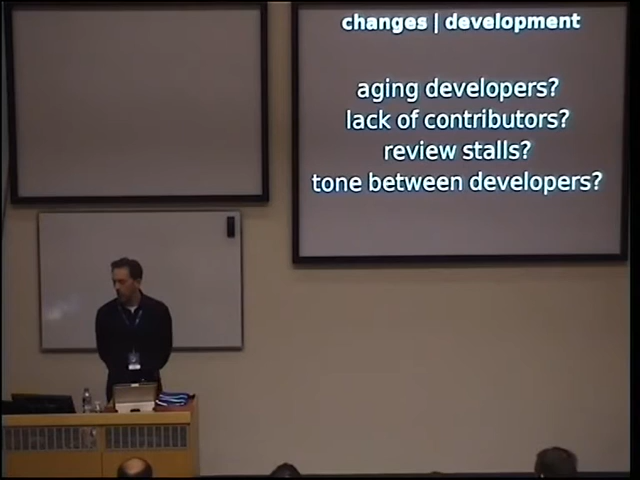 changes | development
aging developers?
lack of contributors?
review stalls?
tone between developers?